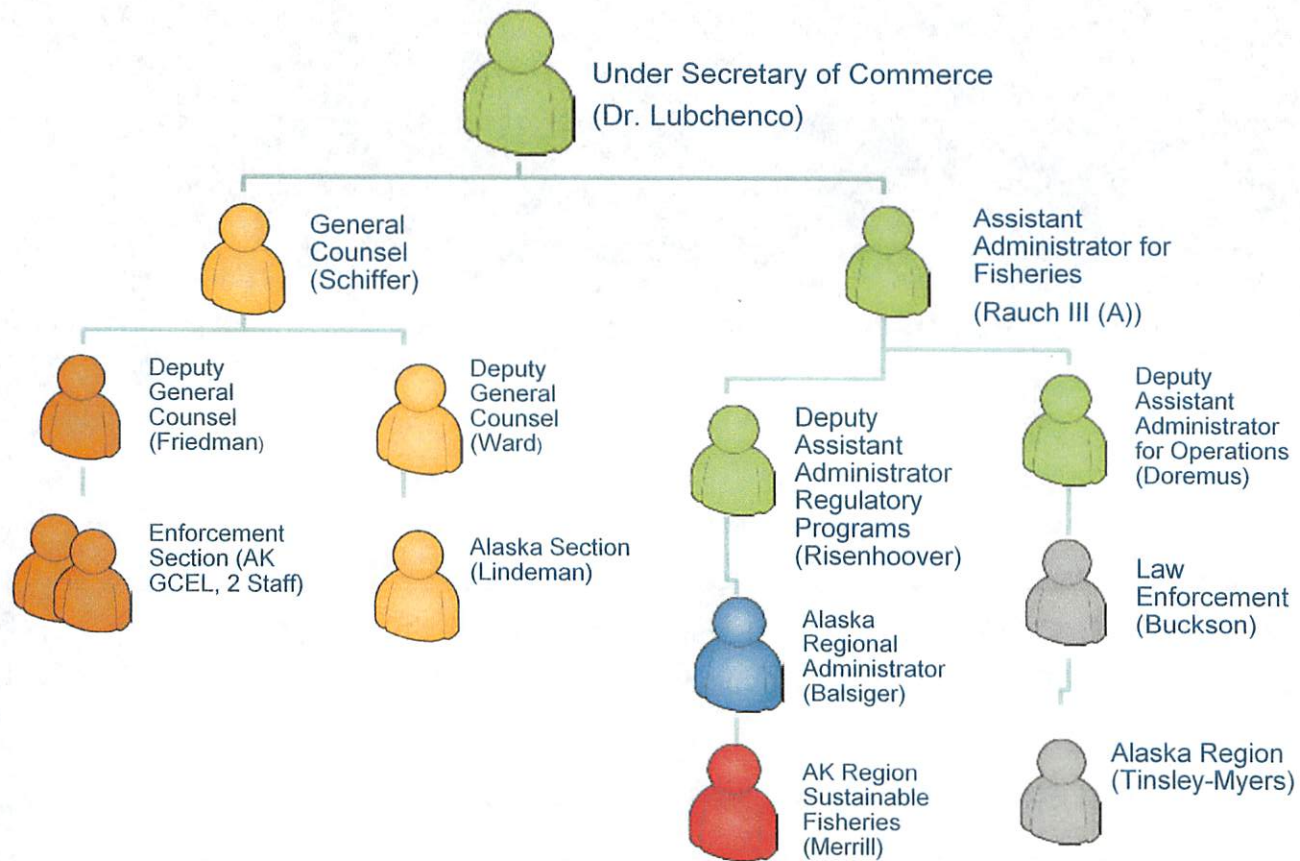 Under Secretary of Commerce
(Dr. Lubchenco)
General
Counsel
(Schiffer)
Assistant
Administrator for
Fisheries
(Rauch III (A))
Deputy
General
Counsel
(Friedman)
Deputy
General
Counsel
(Ward)
Deputy
Assistant
Administrator
Regulatory
Programs
(Risenhoover)
Deputy
Assistant
Administrator
for Operations
(Doremus)
Enforcement
Section (AK
GCEL, 2 Staff)
Alaska Section
(Lindeman)
Alaska
Regional
Administrator
(Balsiger)
Law
Enforcement
(Buckson)
AK Region
Sustainable
Fisheries
(Merrill)
Alaska Region
(Tinsley-Myers)